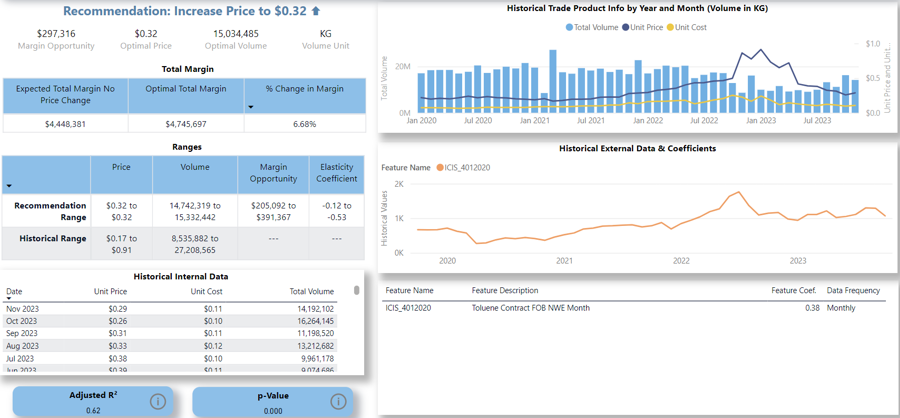 Recommendation: Increase Price to $0.32 ⬆
$297,316 $0.32 15,034,485 KG
Margin Opportunity Optimal Price Optimal Volume Volume Unit
Total Margin
Expected Total Margin No Price Change Optimal Total Margin % Change in Margin
$4,448,381 $4,745,697 6.68%
Ranges
Price Volume Margin Opportunity Elasticity Coefficient
Recommendation Range $0.32 to $0.32 14,742,319 to 15,332,442 $205,092 to $391,367 -0.12 to -0.53
Historical Range $0.17 to $0.91 8,535,882 to 27,208,565 --- ---
Historical Internal Data
Date Unit Price Unit Cost Total Volume
Nov 2023 $0.29 $0.11 14,192,102
Oct 2023 $0.26 $0.10 16,264,145
Sep 2023 $0.31 $0.11 11,198,520
Aug 2023 $0.33 $0.12 13,212,682
Jul 2023 $0.38 $0.10 9,961,178
Jun 2023 $0.39 $0.11 9,074,686
Adjusted R²
0.62
p-Value
0.000
Historical Trade Product Info by Year and Month (Volume in KG)
Total Volume Unit Price Unit Cost
Total Volume
20M
0M
$1.0
$0.5
$0.0
Unit Price and Unit...
Jan 2020 Jul 2020 Jan 2021 Jul 2021 Jan 2022 Jul 2022 Jan 2023 Jul 2023
Historical External Data & Coefficients
Feature Name ICIS_4012020
Historical Values
2K
1K
0K
2020 2021 2022 2023
Feature Name Feature Description Feature Coef. Data Frequency
ICIS_4012020 Toluene Contract FOB NWE Month 0.38 Monthly